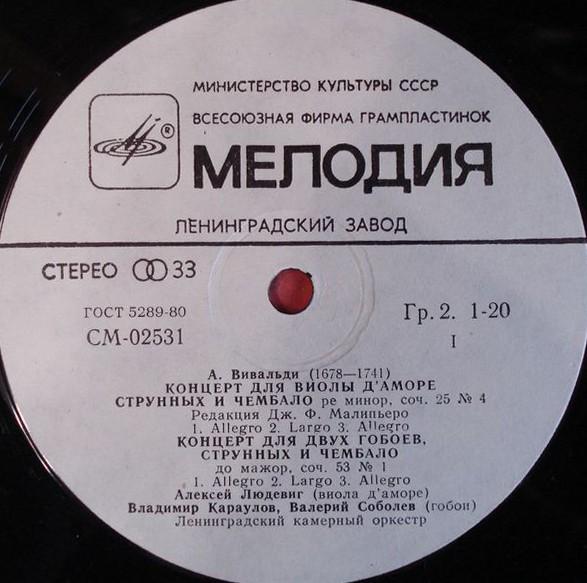 МИНИСТЕРСТВО КУЛЬТУРЫ СССР
ВСЕСОЮЗНАЯ ФИРМА ГРАМПЛАСТИНОК
®
МЕЛОДИЯ
ЛЕНИНГРАДСКИЙ ЗАВОД
СТЕРЕО 33
ГОСТ 5289-80
СМ-02531
Гр. 2. 1-20
I
А. Вивальди (1678—1741)
КОНЦЕРТ ДЛЯ ВИОЛЫ Д'АМОРЕ
СТРУННЫХ И ЧЕМБАЛО ре минор, соч. 25 № 4
Редакция Дж. Ф. Малипьеро
1. Allegro 2. Largo 3. Allegro
КОНЦЕРТ ДЛЯ ДВУХ ГОБОЕВ,
СТРУННЫХ И ЧЕМБАЛО
до мажор, соч. 53 № 1
1. Allegro 2. Largo 3. Allegro
Алексей Людевиг (виола д'аморе)
Владимир Караулов, Валерий Соболев (гобои)
Ленинградский камерный оркестр